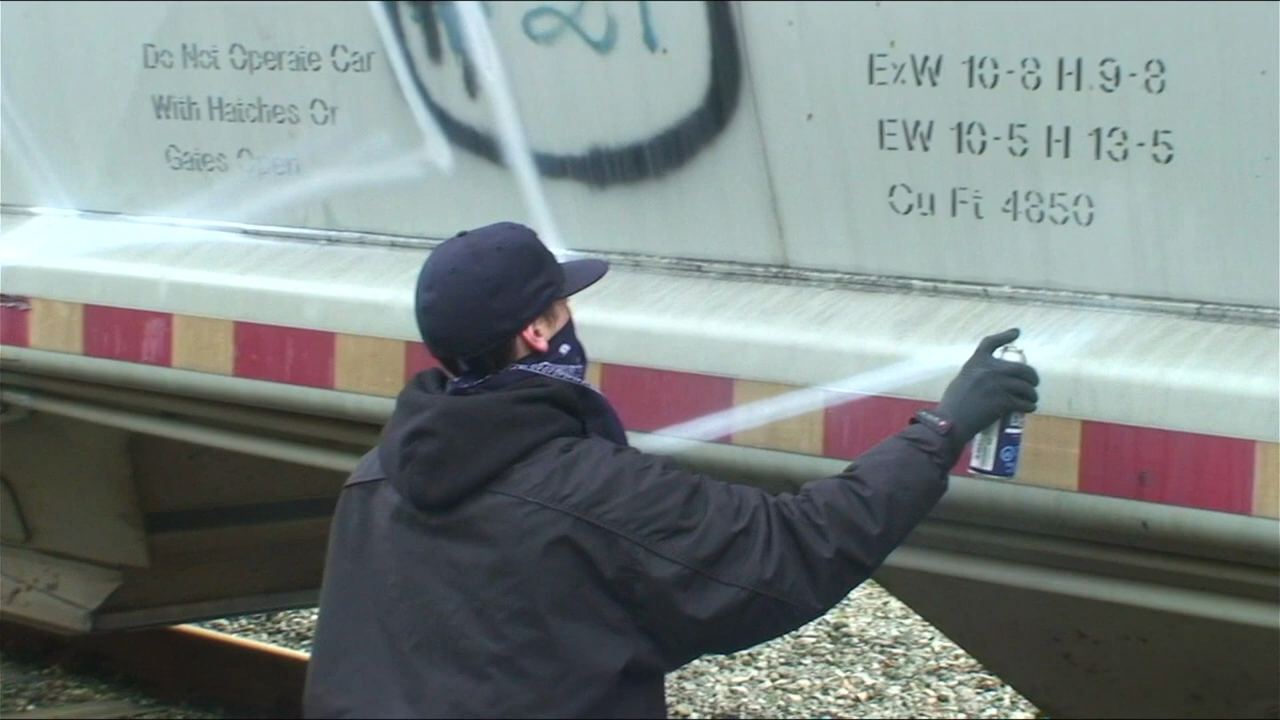 Do Not Operate Car
With Hatches Or
Gates Open
21
ExW 10-8 H 9-8
EW 10-5 H 13-5
Cu Ft 4850